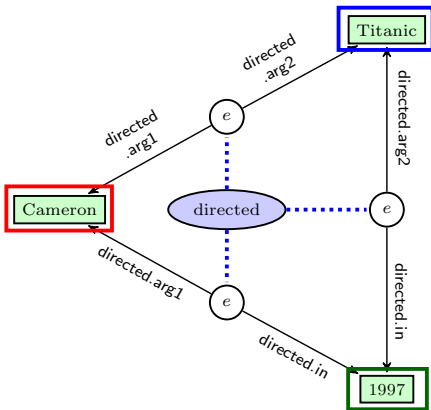 Titanic
directed
.arg2
e
directed
.arg1
directed.arg2
Cameron
directed
e
directed.arg1
directed.in
e
directed.in
1997